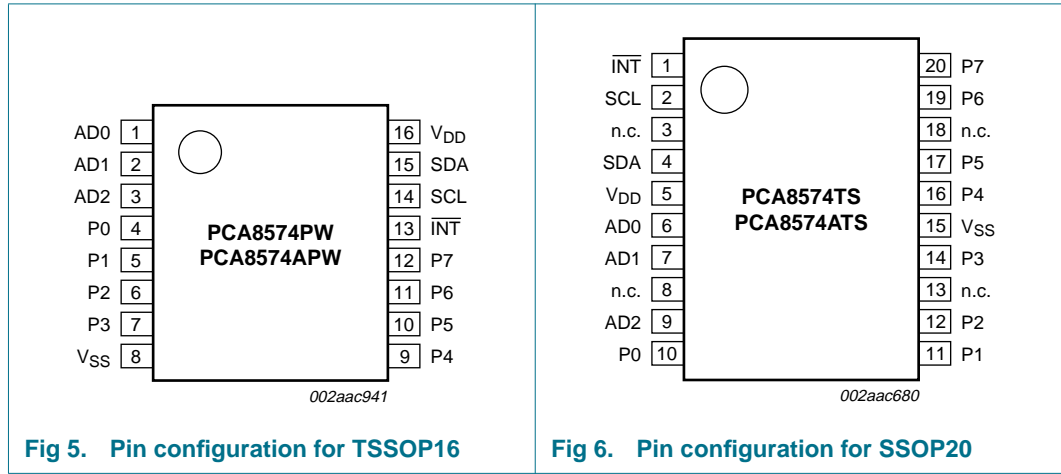 AD0 1
AD1 2
AD2 3
P0 4
P1 5
P2 6
P3 7
VSS 8
PCA8574PW
PCA8574APW
16 VDD
15 SDA
14 SCL
13 INT
12 P7
11 P6
10 P5
9 P4
002aac941
Fig 5. Pin configuration for TSSOP16
INT 1
SCL 2
n.c. 3
SDA 4
VDD 5
AD0 6
AD1 7
n.c. 8
AD2 9
P0 10
PCA8574TS
PCA8574ATS
20 P7
19 P6
18 n.c.
17 P5
16 P4
15 VSS
14 P3
13 n.c.
12 P2
11 P1
002aac680
Fig 6. Pin configuration for SSOP20